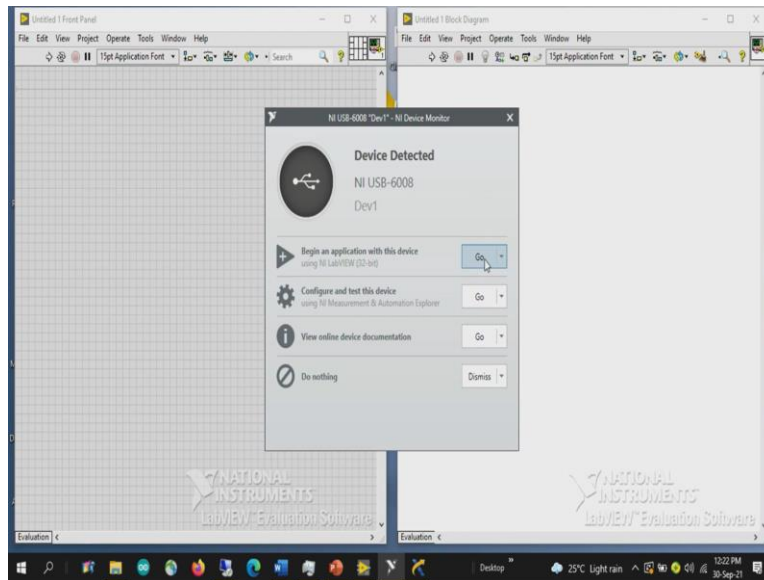 Untitled 1 Front Panel
File Edit View Project Operate Tools Window Help
15pt Application Font
Search
Untitled 1 Block Diagram
File Edit View Project Operate Tools Window Help
15pt Application Font
NI USB-6008 "Dev1" - NI Device Monitor X
Device Detected
NI USB-6008
Dev1
Begin an application with this device
using NI LabVIEW (32-bit)
Go
Configure and test this device
using NI Measurement & Automation Explorer
Go
View online device documentation
Go
Do nothing
Dismiss
NATIONAL
INSTRUMENTS
LabVIEW™ Evaluation Software
NATIONAL
INSTRUMENTS
LabVIEW™ Evaluation Software
Evaluation
Evaluation
Desktop
25°C Light rain
12:22 PM
30-Sep-21